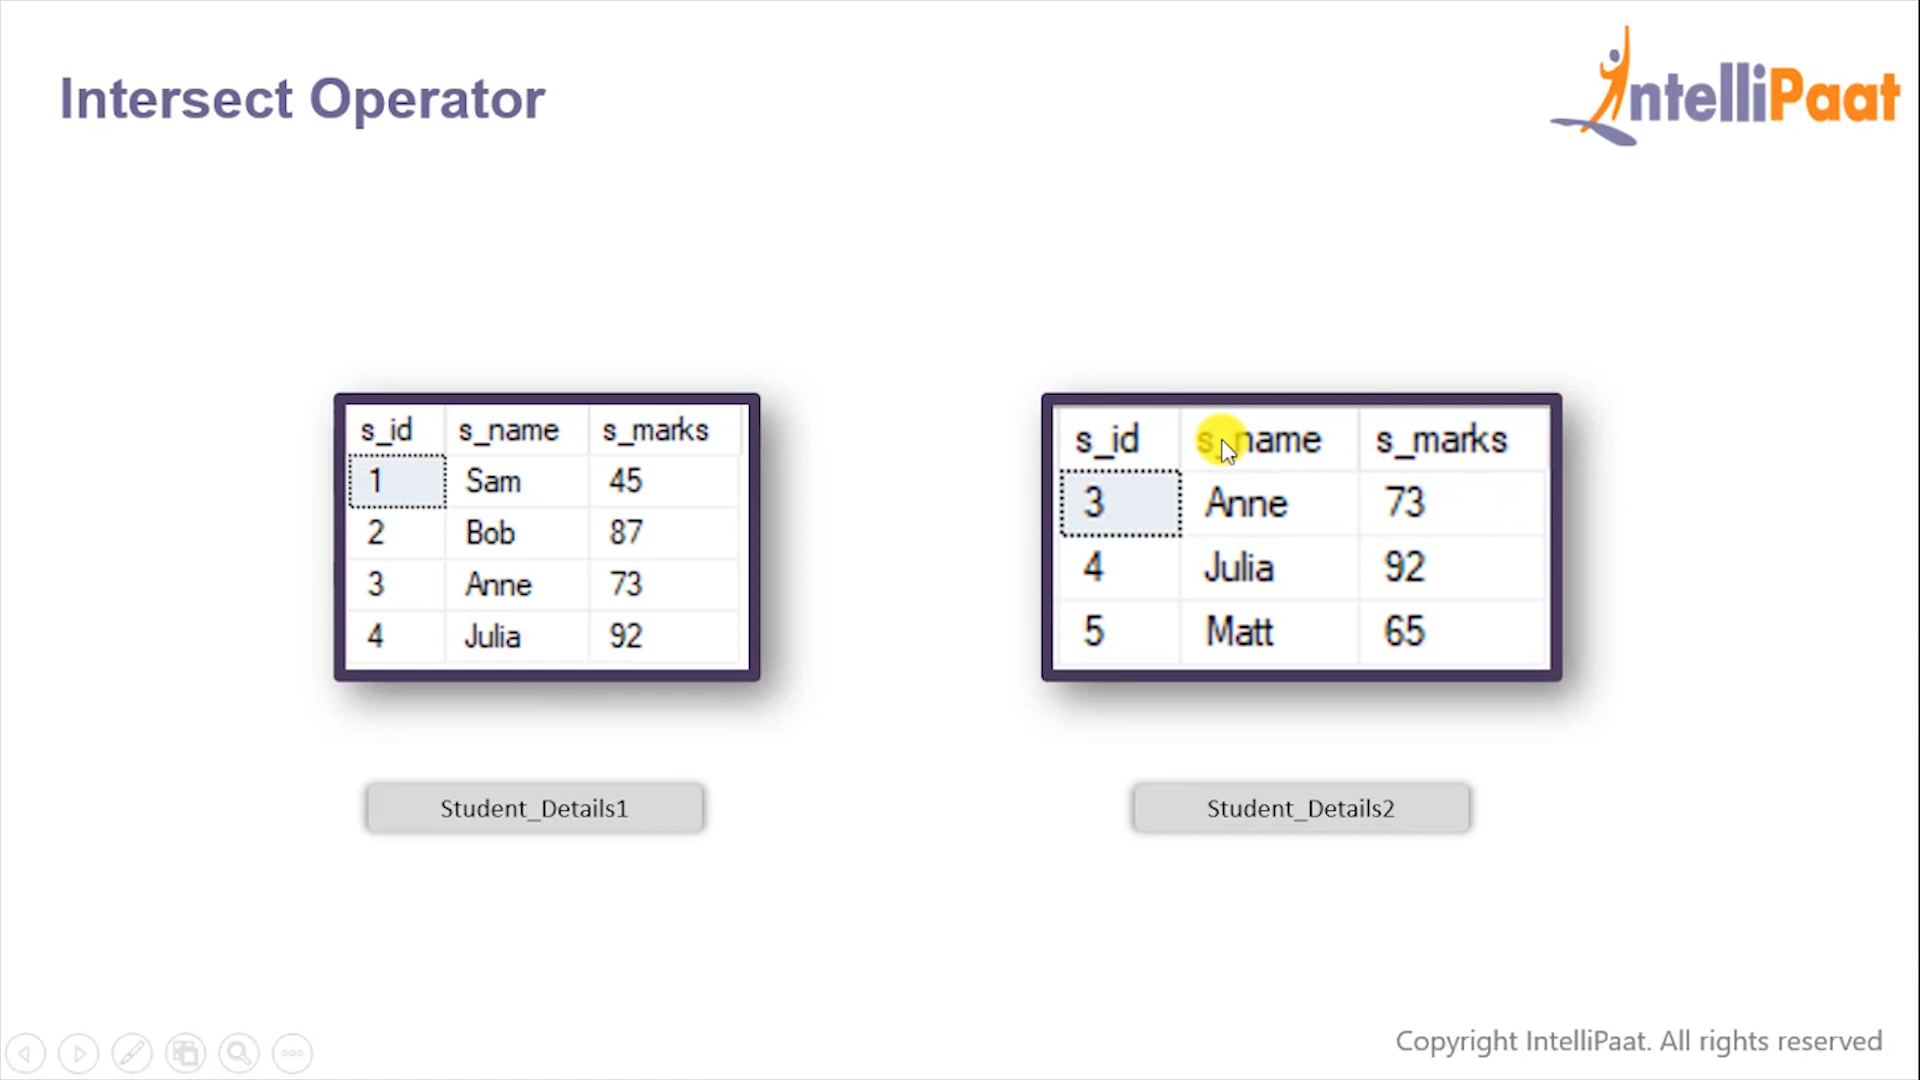 Intersect Operator
IntelliPaat
s_id s_name s_marks
1 Sam 45
2 Bob 87
3 Anne 73
4 Julia 92
s_id s_name s_marks
3 Anne 73
4 Julia 92
5 Matt 65
Student_Details1
Student_Details2
Copyright IntelliPaat. All rights reserved